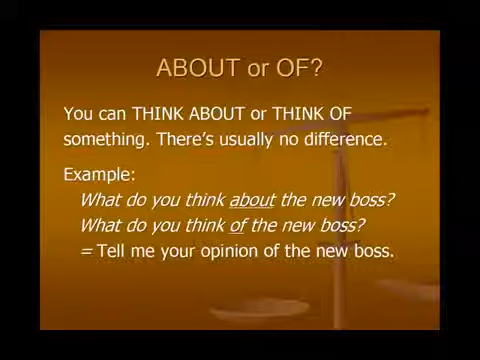 ABOUT or OF?
You can THINK ABOUT or THINK OF
something. There's usually no difference.
Example:
What do you think about the new boss?
What do you think of the new boss?
= Tell me your opinion of the new boss.